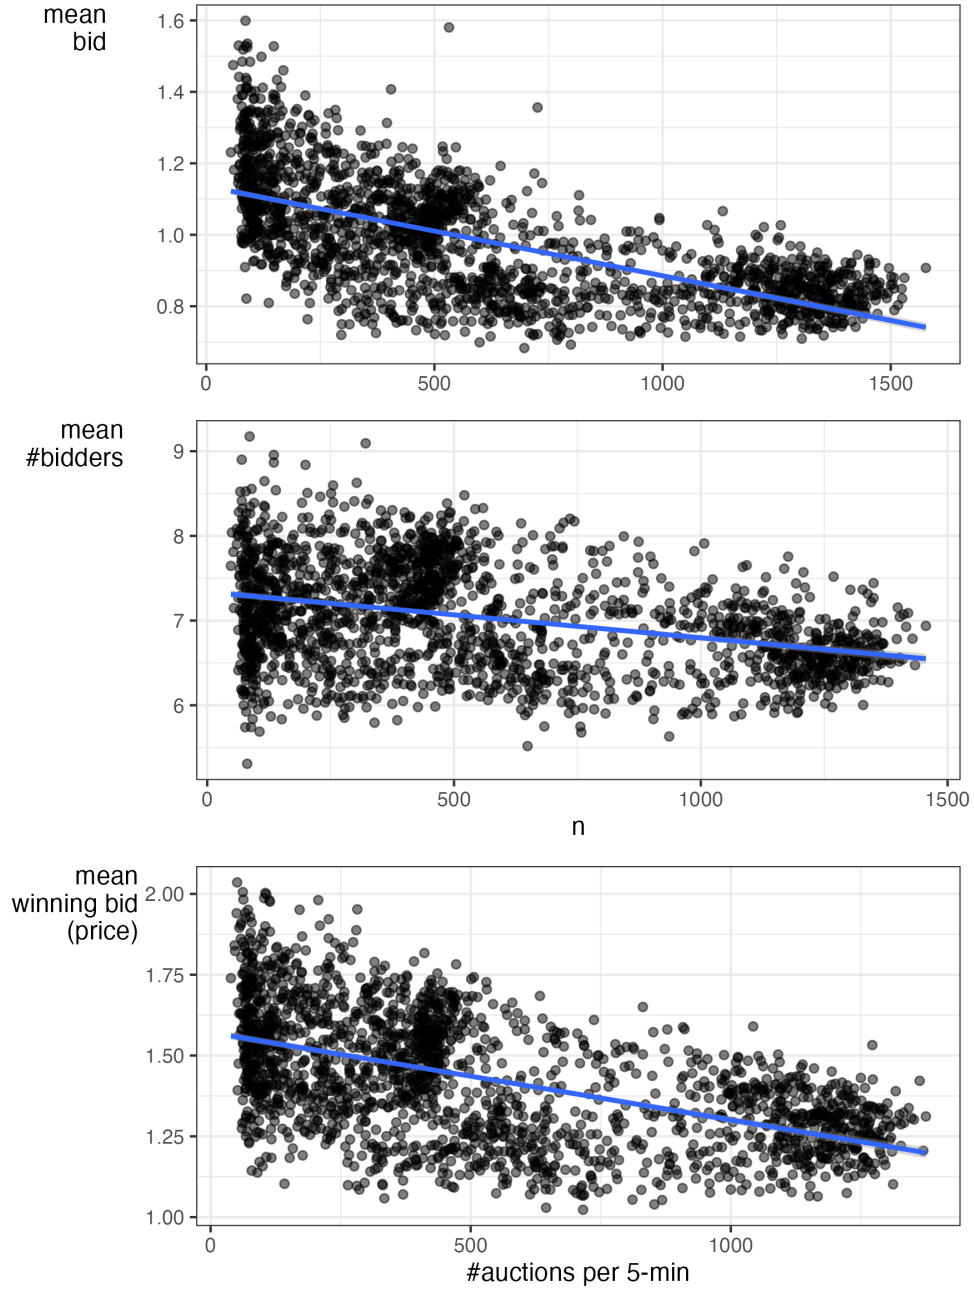 mean
bid
1.6
1.4
1.2
1.0
0.8
0 500 1000 1500
mean
#bidders
9
8
7
6
0 500 1000 1500
n
mean
winning bid
(price)
2.00
1.75
1.50
1.25
1.00
0 500 1000
#auctions per 5-min